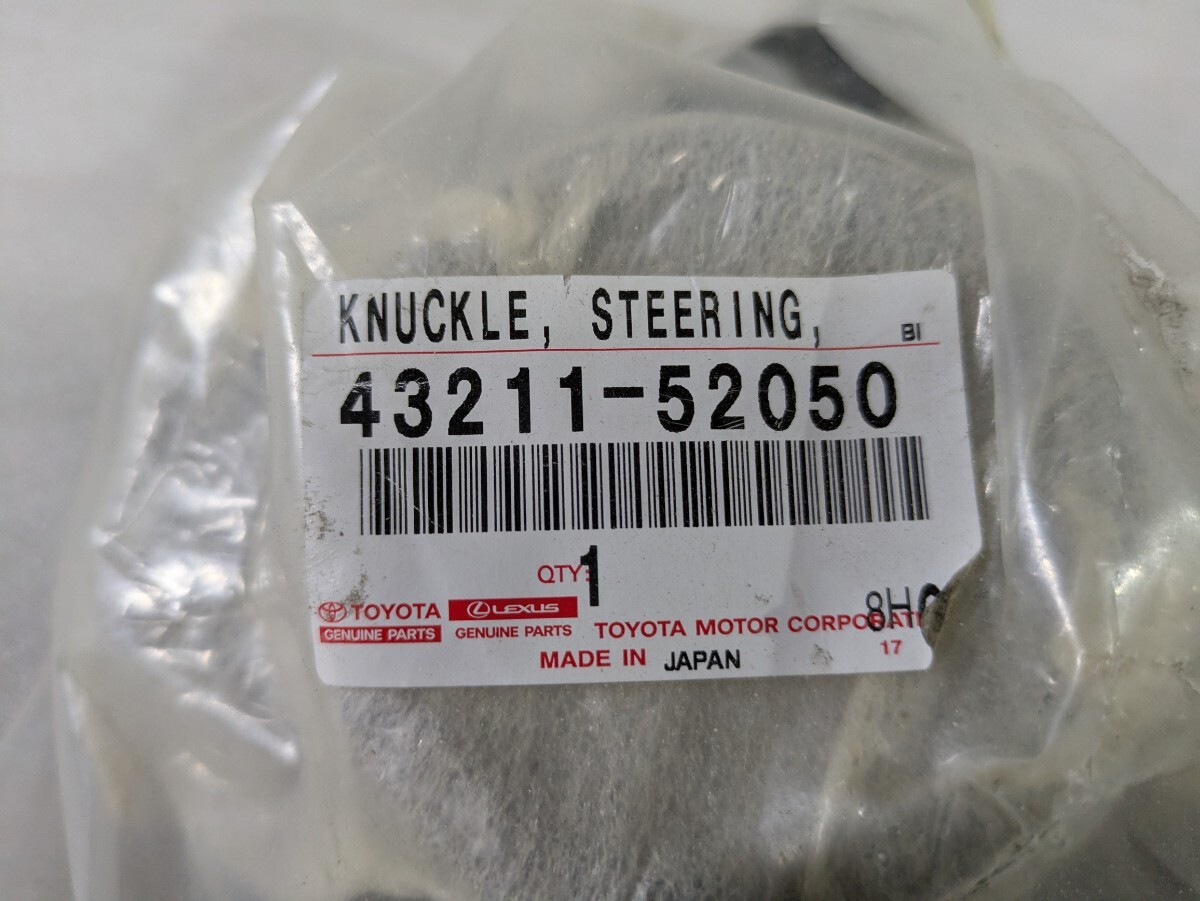 KNUCKLE, STEERING, BI
43211-52050
QTY: 1
TOYOTA LEXUS 8H
GENUINE PARTS GENUINE PARTS TOYOTA MOTOR CORPORATI
MADE IN JAPAN 17